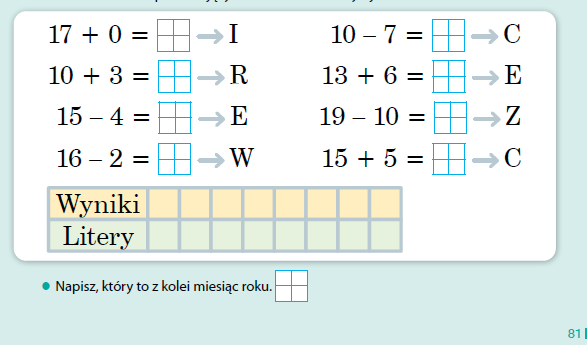 17 + 0 = → I
10 + 3 = → R
15 – 4 = → E
16 – 2 = → W
10 – 7 = → C
13 + 6 = → E
19 – 10 = → Z
15 + 5 = → C
Wyniki
Litery
• Napisz, który to z kolei miesiąc roku.
81